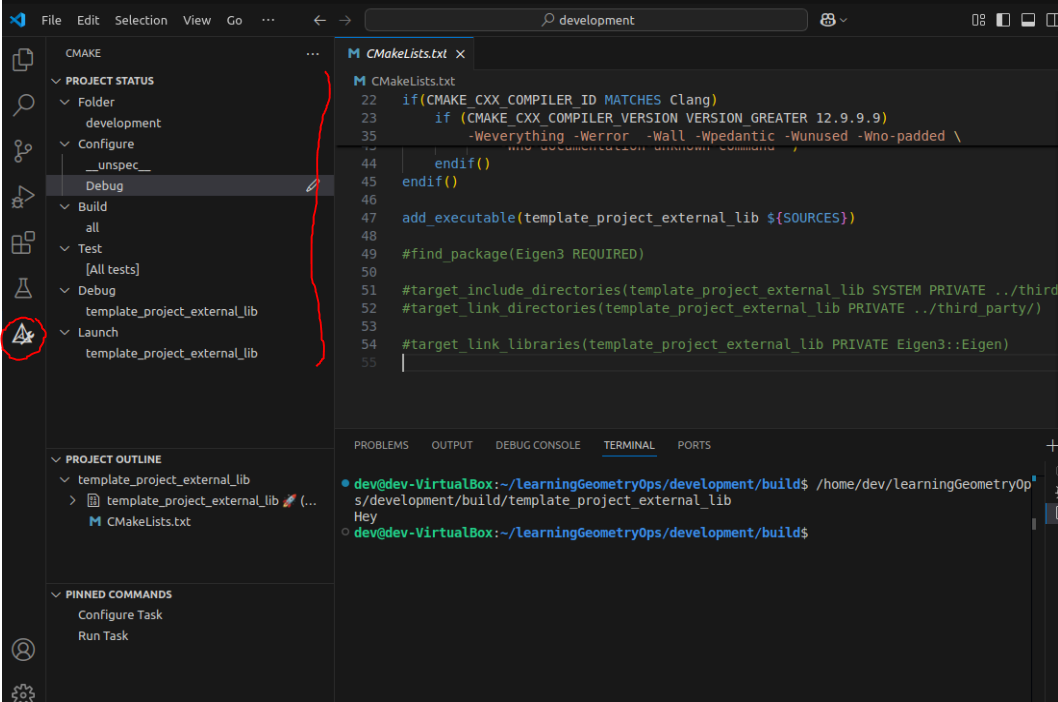 File Edit Selection View Go ··· development
CMAKE ···
PROJECT STATUS
Folder
development
Configure
__unspec__
Debug
Build
all
Test
[All tests]
Debug
template_project_external_lib
Launch
template_project_external_lib
PROJECT OUTLINE
template_project_external_lib
template_project_external_lib 🚀 (...
M CMakeLists.txt
PINNED COMMANDS
Configure Task
Run Task
M CMakeLists.txt ×
M CMakeLists.txt
22 if(CMAKE_CXX_COMPILER_ID MATCHES Clang)
23 if (CMAKE_CXX_COMPILER_VERSION VERSION_GREATER 12.9.9.9)
35 -Weverything -Werror -Wall -Wpedantic -Wunused -Wno-padded \
44 endif()
45 endif()
46
47 add_executable(template_project_external_lib ${SOURCES})
48
49 #find_package(Eigen3 REQUIRED)
50
51 #target_include_directories(template_project_external_lib SYSTEM PRIVATE ../third
52 #target_link_directories(template_project_external_lib PRIVATE ../third_party/)
53
54 #target_link_libraries(template_project_external_lib PRIVATE Eigen3::Eigen)
55
PROBLEMS OUTPUT DEBUG CONSOLE TERMINAL PORTS
dev@dev-VirtualBox:~/learningGeometryOps/development/build$ /home/dev/learningGeometryOp
s/development/build/template_project_external_lib
Hey
dev@dev-VirtualBox:~/learningGeometryOps/development/build$